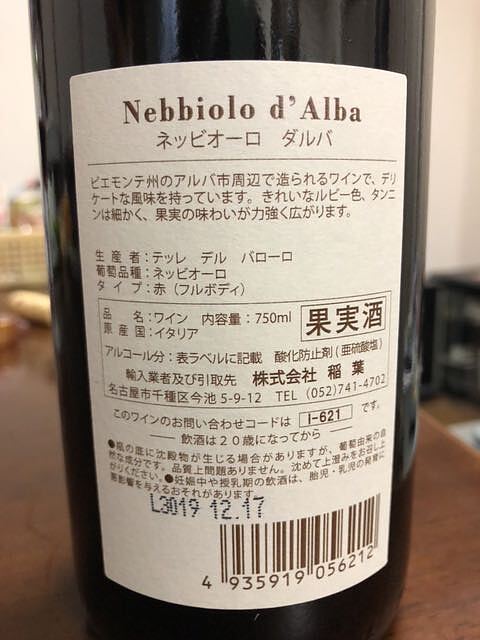 Nebbiolo d'Alba
ネッビオーロ　ダルバ
ピエモンテ州のアルバ市周辺で造られるワインで、デリ
ケートな風味を持っています。きれいなルビー色、タンニ
ンは細かく、果実の味わいが力強く広がります。
生 産 者：テッレ　デル　バローロ
葡萄品種：ネッビオーロ
タ イ プ：赤（フルボディ）
品　　名：ワイン　内容量：750ml
原 産 国：イタリア
果実酒
アルコール分：表ラベルに記載　酸化防止剤（亜硫酸塩）
輸入業者及び引取先　株式会社 稲葉
名古屋市千種区今池 5-9-12　TEL (052)741-4702
このワインのお問い合わせコードは I-621 です。
飲酒は２０歳になってから
●瓶の底に沈殿物が生じる場合がありますが、葡萄由来の自
然な成分です。品質上問題ありません。沈めて上澄みをお召し上
がりください。●妊娠中や授乳期の飲酒は、胎児・乳児の発育に
悪影響を与えるおそれがあります。
L3019 12.17
4 935919 056212